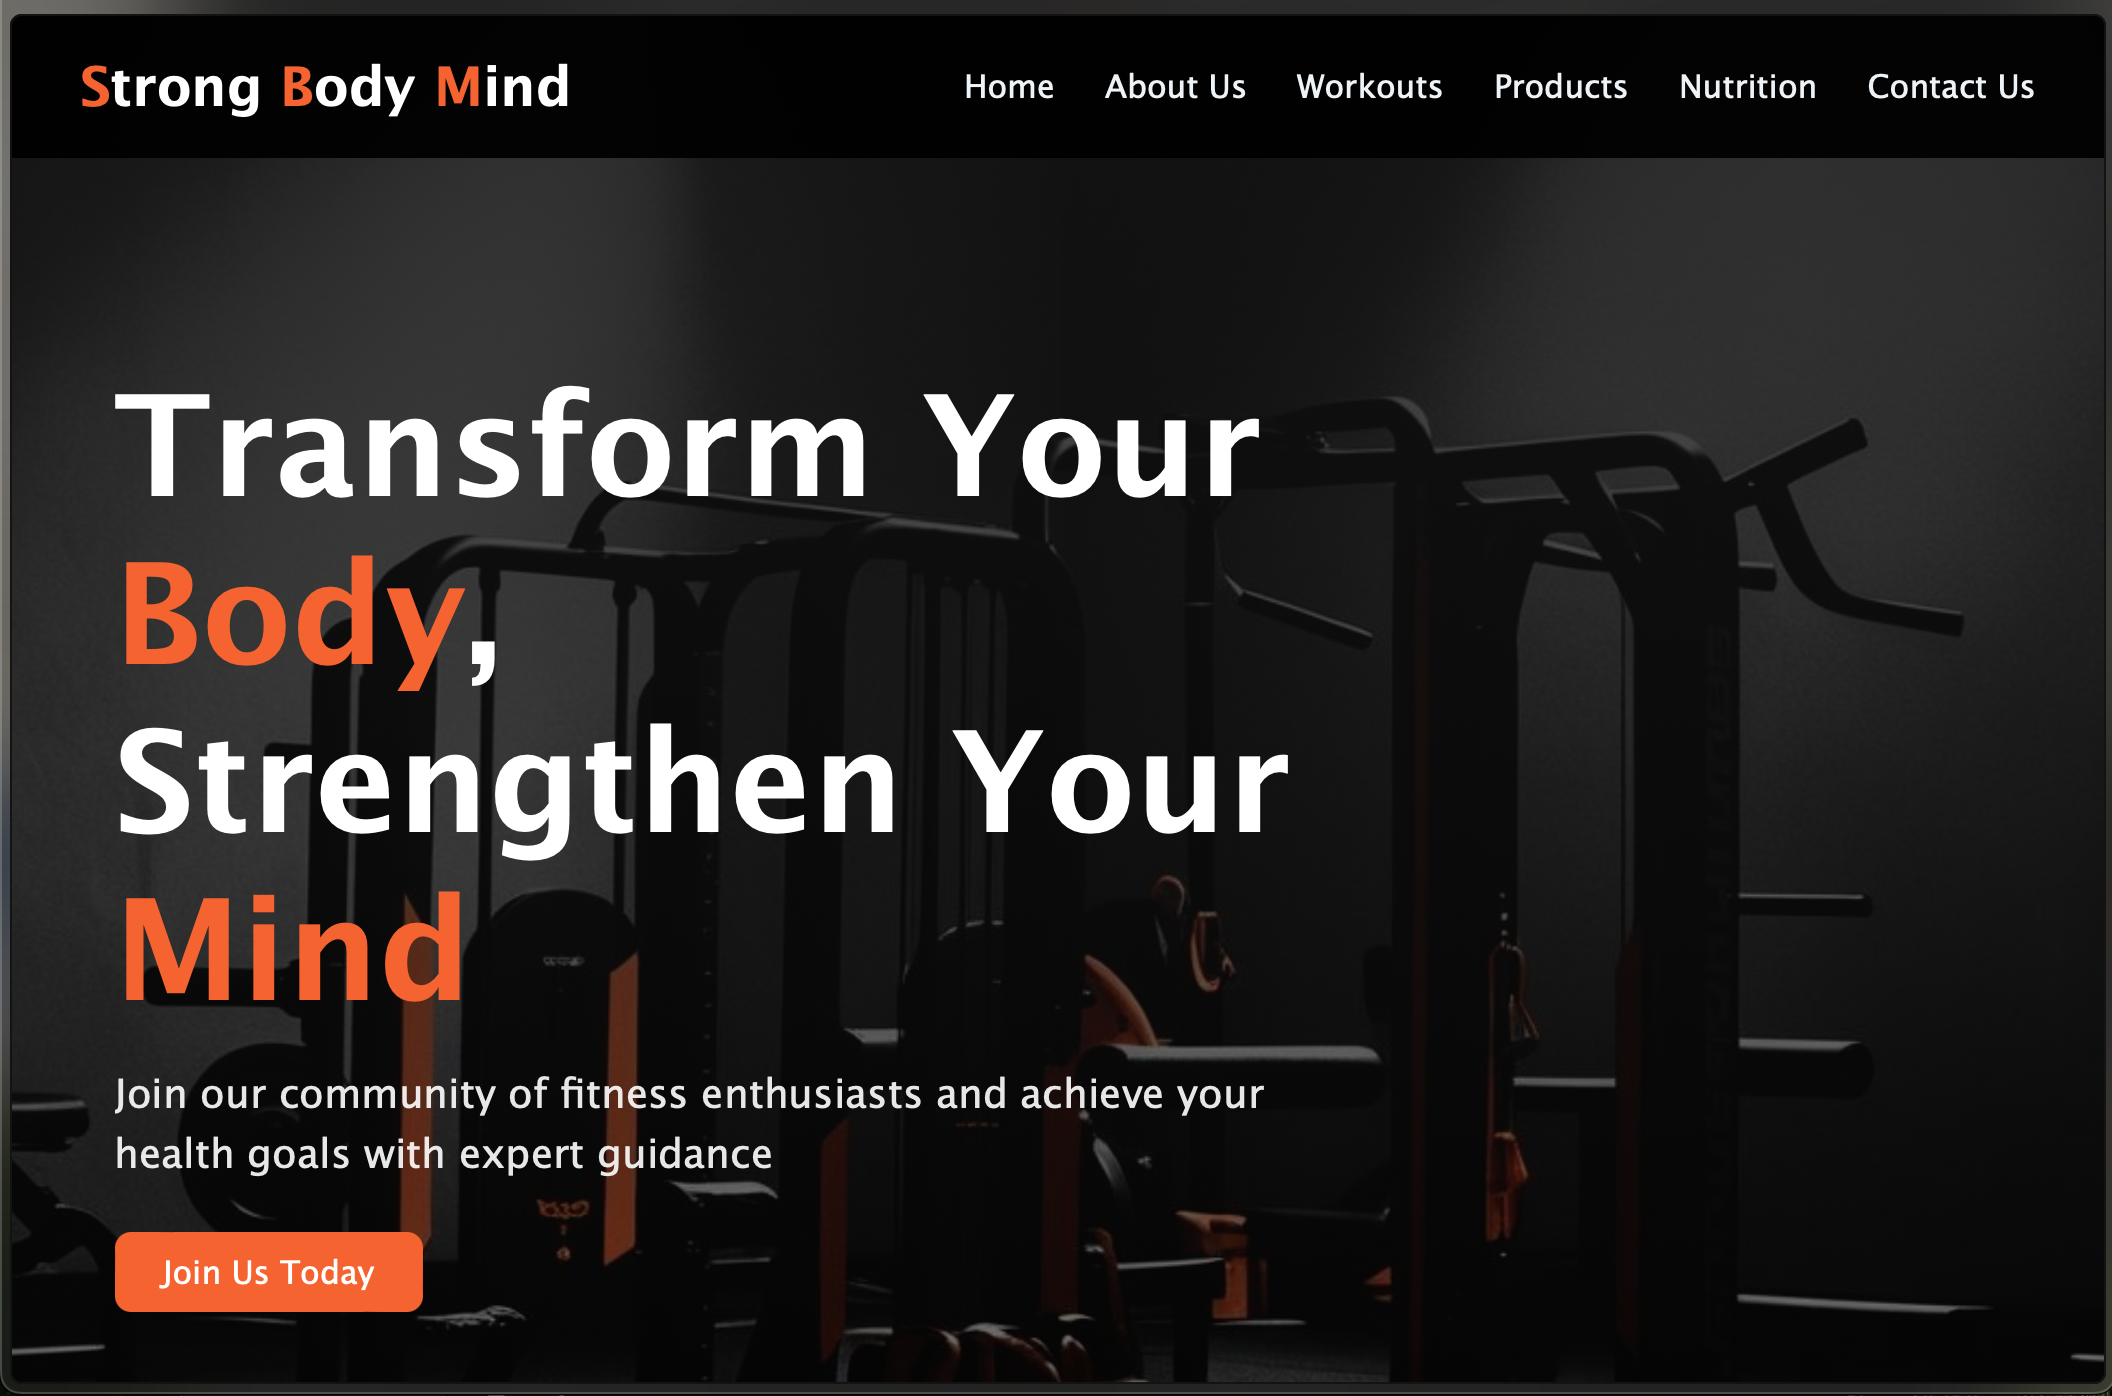 Strong Body Mind
Home About Us Workouts Products Nutrition Contact Us
Transform Your
Body,
Strengthen Your
Mind
Join our community of fitness enthusiasts and achieve your
health goals with expert guidance
Join Us Today